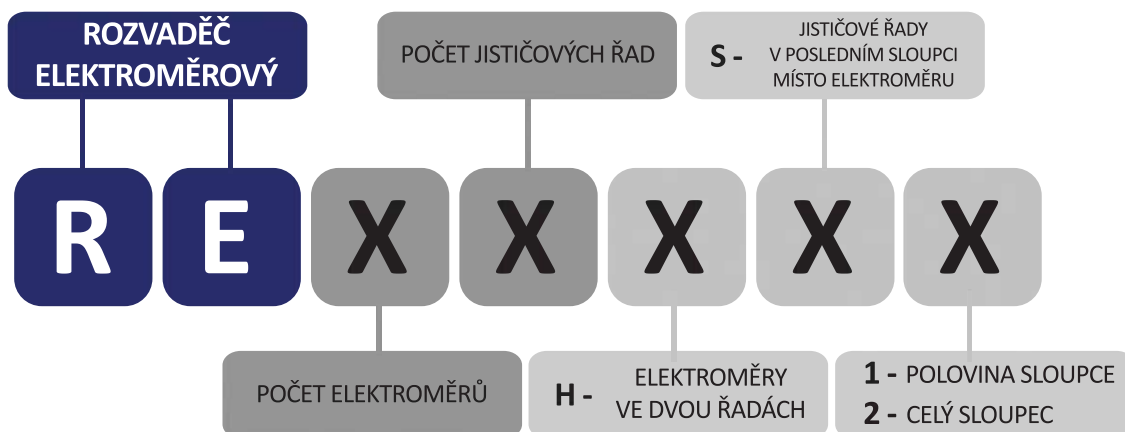 ROZVADĚČ
ELEKTROMĚROVÝ
POČET JISTIČOVÝCH ŘAD
S - JISTIČOVÉ ŘADY
V POSLEDNÍM SLOUPCI
MÍSTO ELEKTROMĚRU
R E X X X X X
POČET ELEKTROMĚRŮ
H - ELEKTROMĚRY
VE DVOU ŘADÁCH
1 - POLOVINA SLOUPCE
2 - CELÝ SLOUPEC